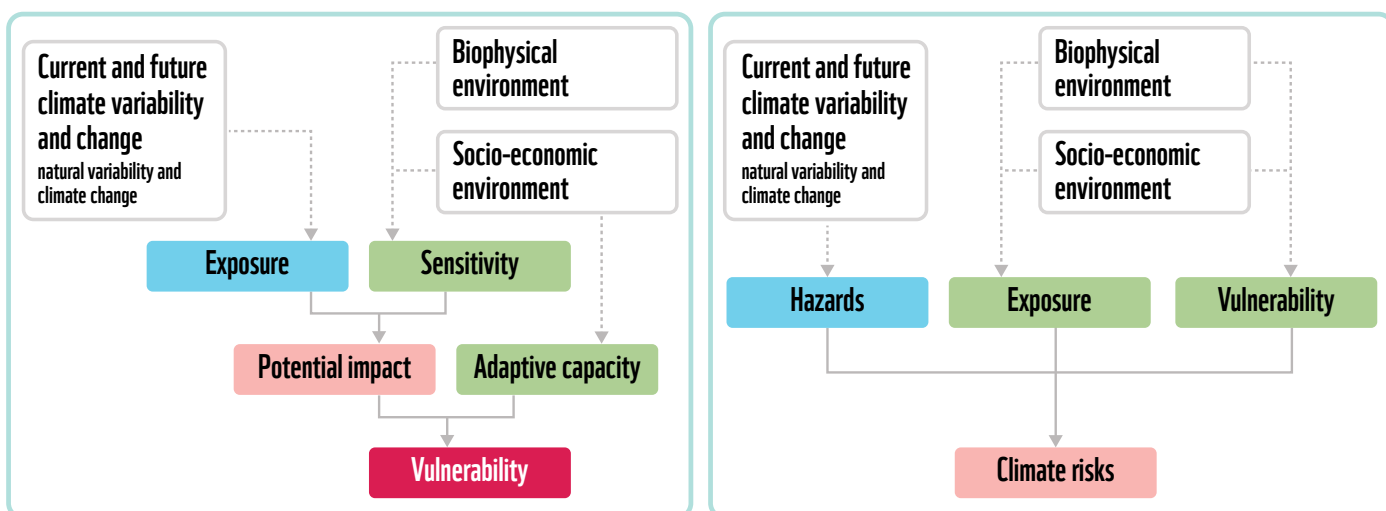 Current and future
climate variability
and change
natural variability and
climate change
Biophysical
environment
Socio-economic
environment
Exposure
Sensitivity
Potential impact
Adaptive capacity
Vulnerability
Current and future
climate variability
and change
natural variability and
climate change
Biophysical
environment
Socio-economic
environment
Hazards
Exposure
Vulnerability
Climate risks